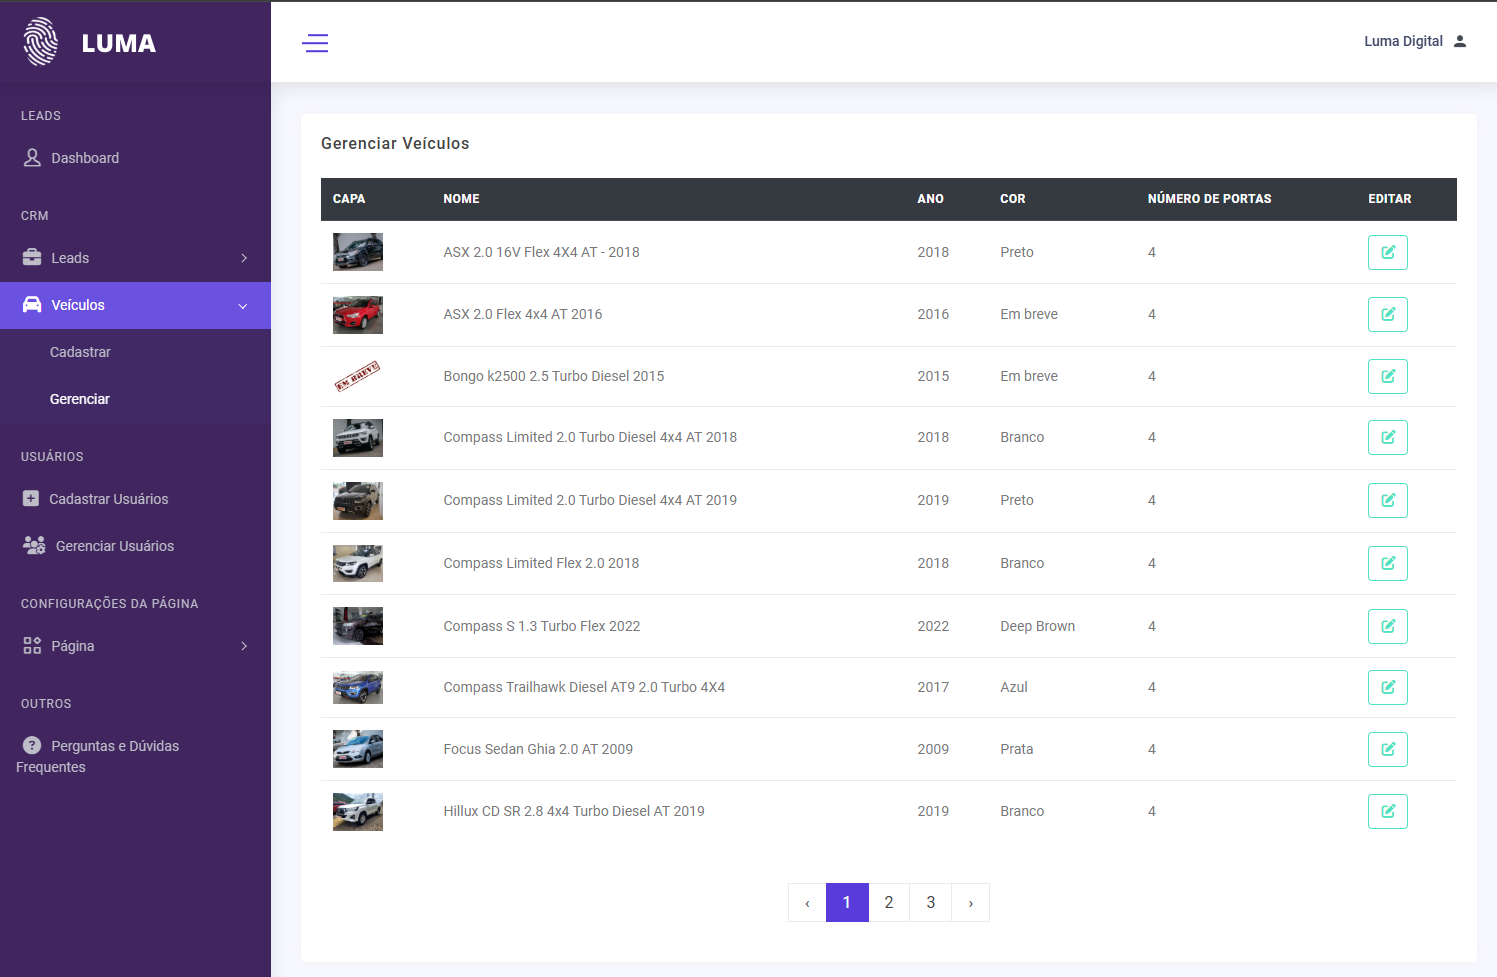 LUMA
Luma Digital
LEADS
Dashboard
CRM
Leads
Veículos
Cadastrar
Gerenciar
USUÁRIOS
Cadastrar Usuários
Gerenciar Usuários
CONFIGURAÇÕES DA PÁGINA
Página
OUTROS
Perguntas e Dúvidas
Frequentes
Gerenciar Veículos
CAPA NOME ANO COR NÚMERO DE PORTAS EDITAR
ASX 2.0 16V Flex 4X4 AT - 2018 2018 Preto 4
ASX 2.0 Flex 4x4 AT 2016 2016 Em breve 4
EM BREVE Bongo k2500 2.5 Turbo Diesel 2015 2015 Em breve 4
Compass Limited 2.0 Turbo Diesel 4x4 AT 2018 2018 Branco 4
Compass Limited 2.0 Turbo Diesel 4x4 AT 2019 2019 Preto 4
Compass Limited Flex 2.0 2018 2018 Branco 4
Compass S 1.3 Turbo Flex 2022 2022 Deep Brown 4
Compass Trailhawk Diesel AT9 2.0 Turbo 4X4 2017 Azul 4
Focus Sedan Ghia 2.0 AT 2009 2009 Prata 4
Hillux CD SR 2.8 4x4 Turbo Diesel AT 2019 2019 Branco 4
‹ 1 2 3 ›